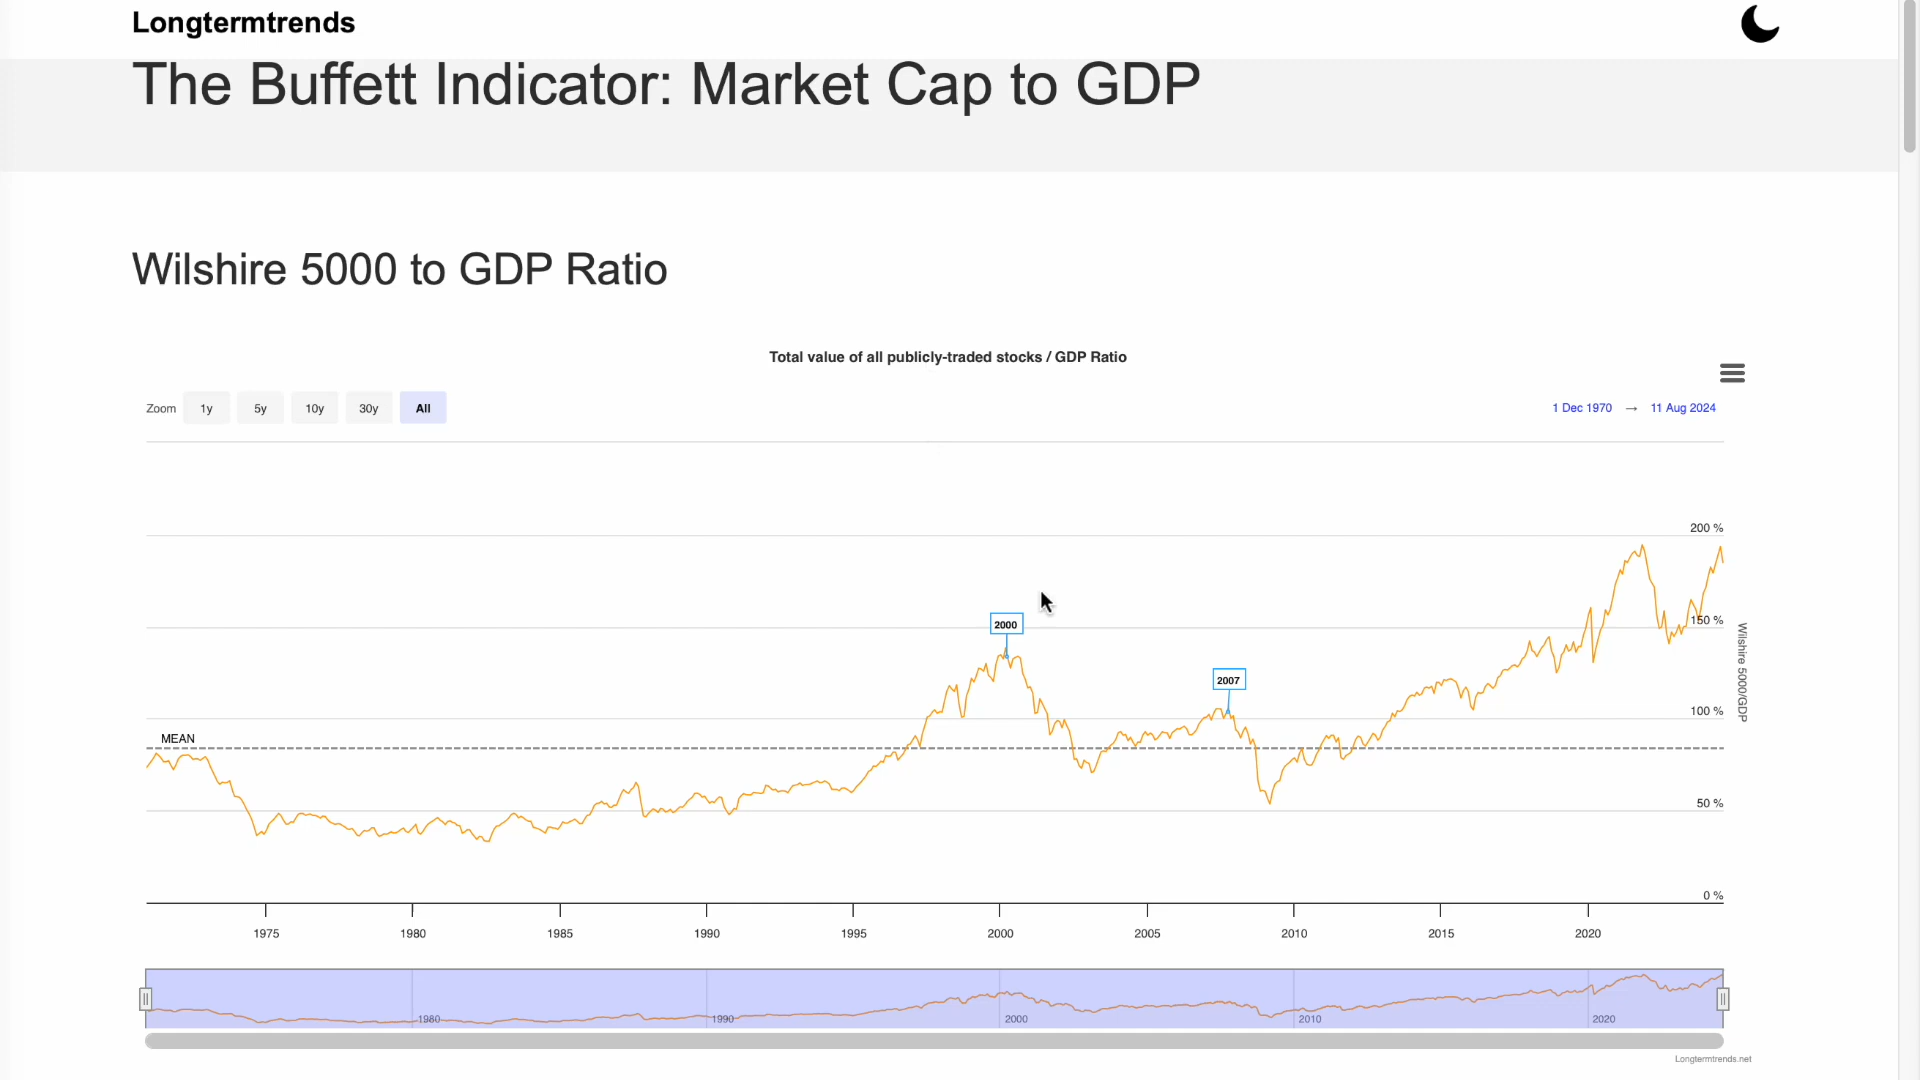 Longtermtrends
The Buffett Indicator: Market Cap to GDP
Wilshire 5000 to GDP Ratio
Total value of all publicly-traded stocks / GDP Ratio
Zoom 1y 5y 10y 30y All
1 Dec 1970 → 11 Aug 2024
200 %
2000
150 %
Wilshire 5000/GDP
2007
100 %
MEAN
50 %
0 %
1975 1980 1985 1990 1995 2000 2005 2010 2015 2020
1980 1990 2000 2010 2020
Longtermtrends.net